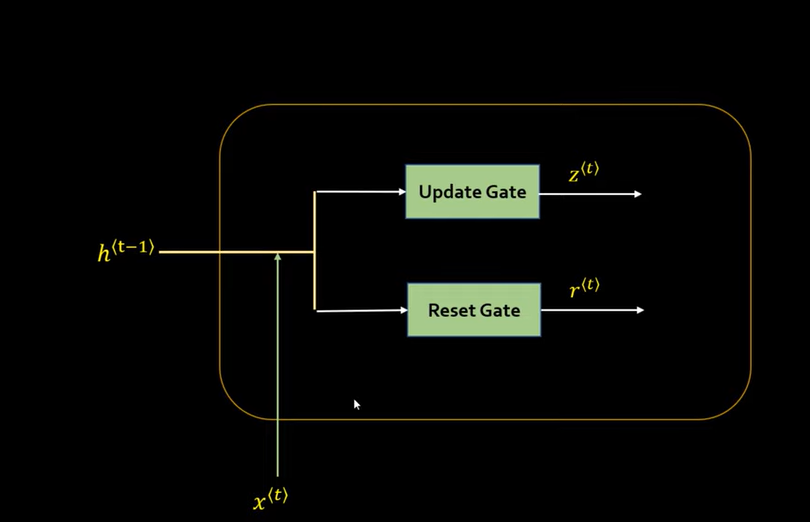 Update Gate
z⟨t⟩
h⟨t−1⟩
Reset Gate
r⟨t⟩
x⟨t⟩